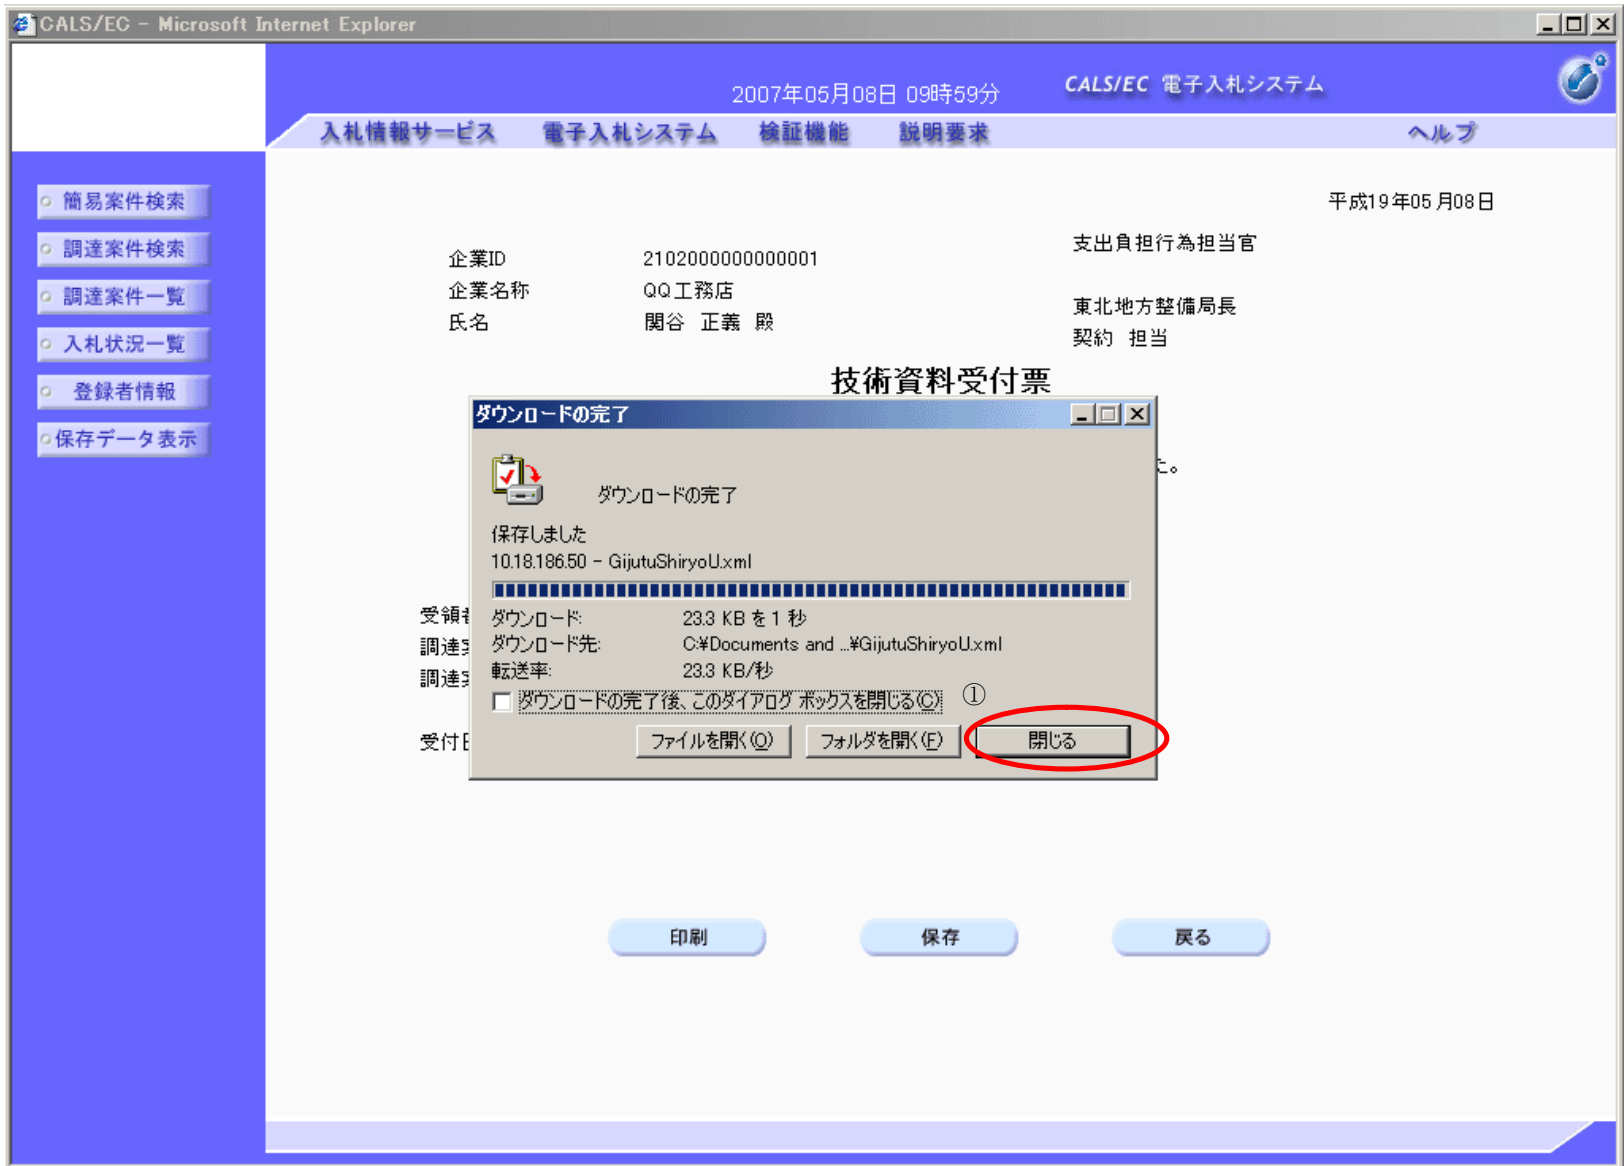 CALS/EC - Microsoft Internet Explorer
2007年05月08日 09時59分
CALS/EC 電子入札システム
入札情報サービス 電子入札システム 検証機能 説明要求 ヘルプ
簡易案件検索
調達案件検索
調達案件一覧
入札状況一覧
登録者情報
保存データ表示
平成19年05月08日
支出負担行為担当官
企業ID 2102000000000001
企業名称 QQ工務店
東北地方整備局長
氏名 関谷 正義 殿
契約 担当
技術資料受付票
ダウンロードの完了
た。
ダウンロードの完了
保存しました
10.18.186.50 - GijutuShiryoU.xml
受領
ダウンロード: 23.3 KB を 1 秒
調達
ダウンロード先: C:¥Documents and ...¥GijutuShiryoU.xml
調達
転送率: 23.3 KB/秒
ダウンロードの完了後、このダイアログ ボックスを閉じる(C) ①
受付
ファイルを開く(O) フォルダを開く(F) 閉じる
印刷 保存 戻る